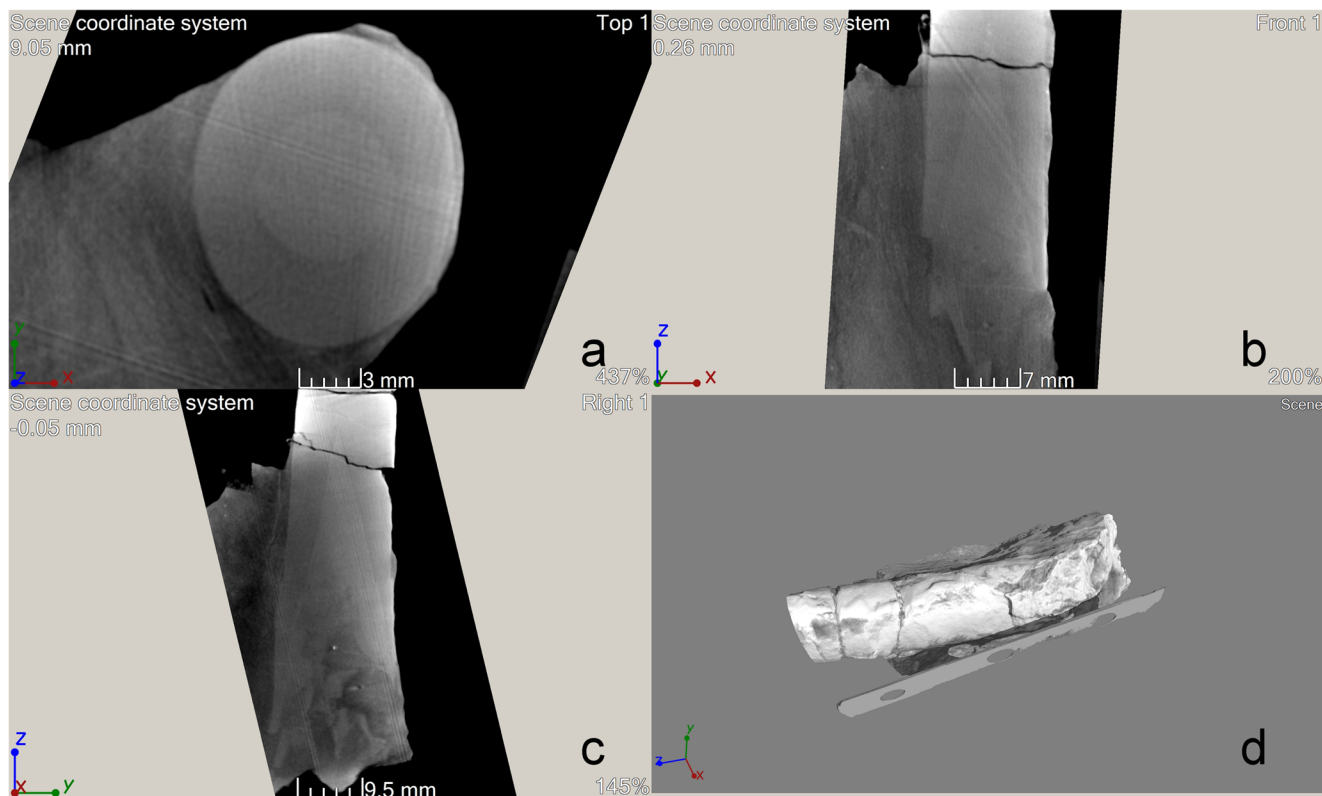 Scene coordinate system
9.05 mm
Top 1
Y
Z
X
3 mm
437%
a
Scene coordinate system
0.26 mm
Front 1
Z
Y
X
7 mm
200%
b
Scene coordinate system
-0.05 mm
Right 1
Z
X
Y
9.5 mm
145%
c
Scene
Y
Z
X
d